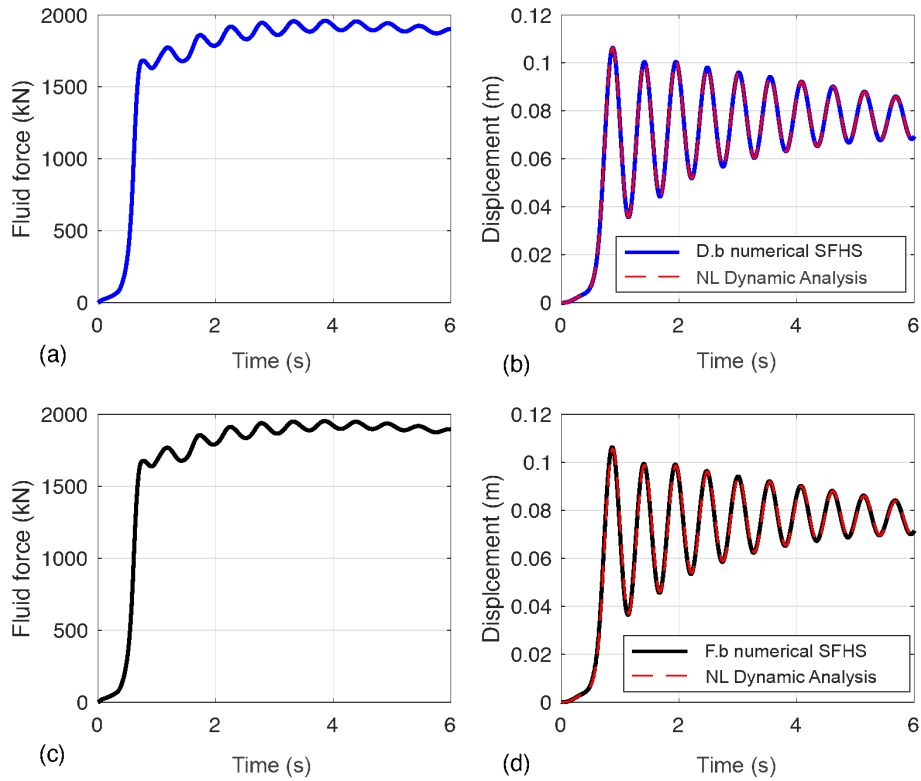 2000
1500
1000
500
0
0 2 4 6
Fluid force (kN)
Time (s)
(a)
0.12
0.1
0.08
0.06
0.04
0.02
0
0 2 4 6
Displcement (m)
D.b numerical SFHS
NL Dynamic Analysis
Time (s)
(b)
2000
1500
1000
500
0
0 2 4 6
Fluid force (kN)
Time (s)
(c)
0.12
0.1
0.08
0.06
0.04
0.02
0
0 2 4 6
Displcement (m)
F.b numerical SFHS
NL Dynamic Analysis
Time (s)
(d)